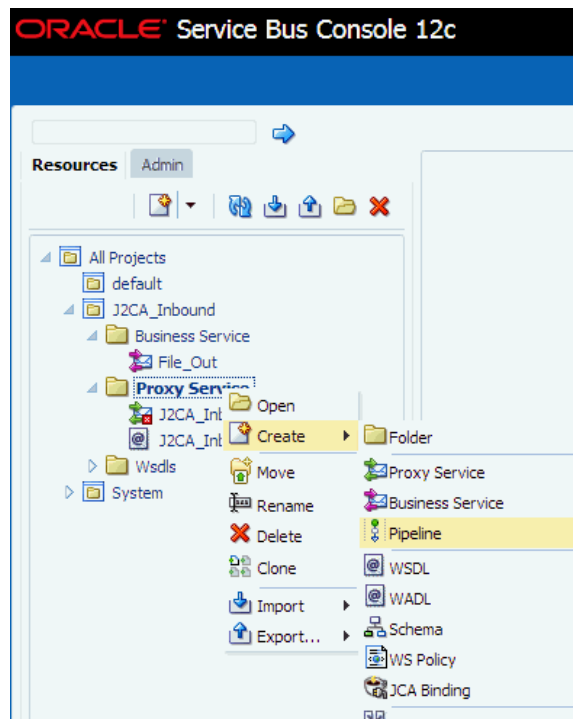 ORACLE Service Bus Console 12c
Resources Admin
All Projects
default
J2CA_Inbound
Business Service
File_Out
Proxy Service
J2CA_Inb
J2CA_Inb
Wsdls
System
Open
Create
Move
Rename
Delete
Clone
Import
Export...
Folder
Proxy Service
Business Service
Pipeline
WSDL
WADL
Schema
WS Policy
JCA Binding